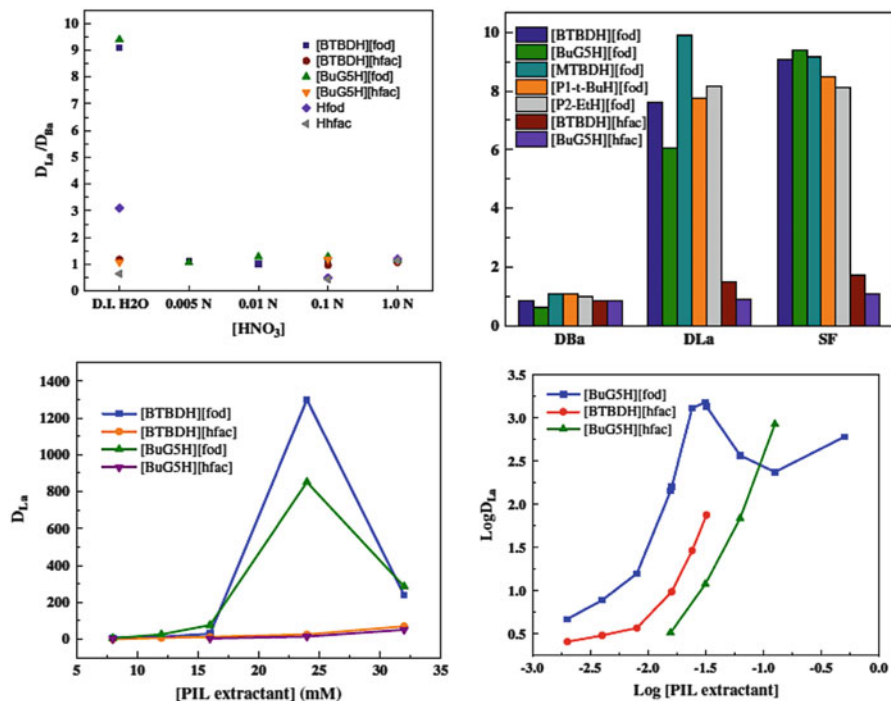 10
9
8
7
6
5
4
3
2
1
0
D_La/D_Ba
[BTBDH][fod]
[BTBDH][hfac]
[BuG5H][fod]
[BuG5H][hfac]
Hfod
Hhfac
D.I. H2O 0.005 N 0.01 N 0.1 N 1.0 N
[HNO₃]
10
8
6
4
2
0
[BTBDH][fod]
[BuG5H][fod]
[MTBDH][fod]
[P1-t-BuH][fod]
[P2-EtH][fod]
[BTBDH][hfac]
[BuG5H][hfac]
DBa DLa SF
1400
1200
1000
800
600
400
200
0
D_La
[BTBDH][fod]
[BTBDH][hfac]
[BuG5H][fod]
[BuG5H][hfac]
5 10 15 20 25 30 35
[PIL extractant] (mM)
3.5
3.0
2.5
2.0
1.5
1.0
0.5
LogD_La
[BuG5H][fod]
[BTBDH][hfac]
[BuG5H][hfac]
-3.0 -2.5 -2.0 -1.5 -1.0 -0.5 0.0
Log [PIL extractant]